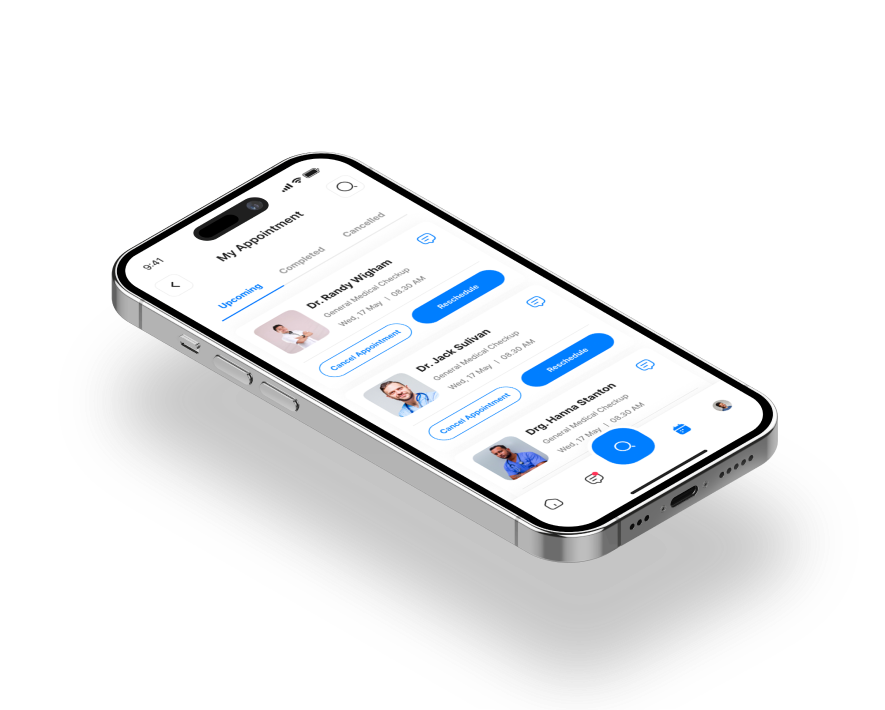 9:41
My Appointment
Upcoming Completed Cancelled
Dr. Randy Wigham
General Medical Checkup
Wed, 17 May | 08.30 AM
Cancel Appointment Reschedule
Dr. Jack Sulivan
General Medical Checkup
Wed, 17 May | 08.30 AM
Cancel Appointment Reschedule
Drg. Hanna Stanton
General Medical Checkup
Wed, 17 May | 08.30 AM